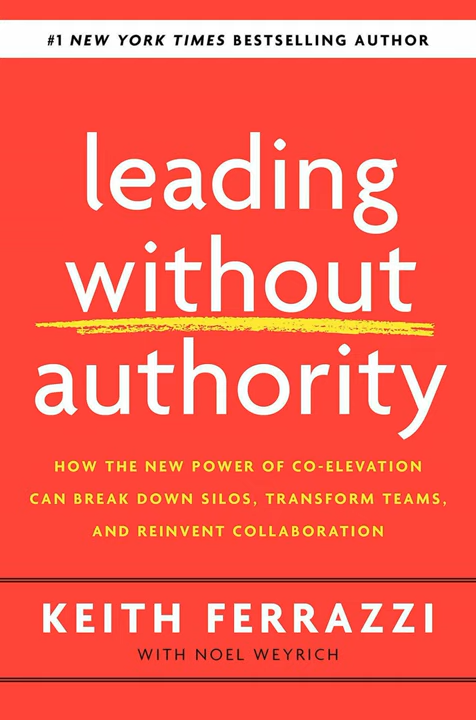 #1 NEW YORK TIMES BESTSELLING AUTHOR
leading
without
authority
HOW THE NEW POWER OF CO-ELEVATION
CAN BREAK DOWN SILOS, TRANSFORM TEAMS,
AND REINVENT COLLABORATION
KEITH FERRAZZI
WITH NOEL WEYRICH